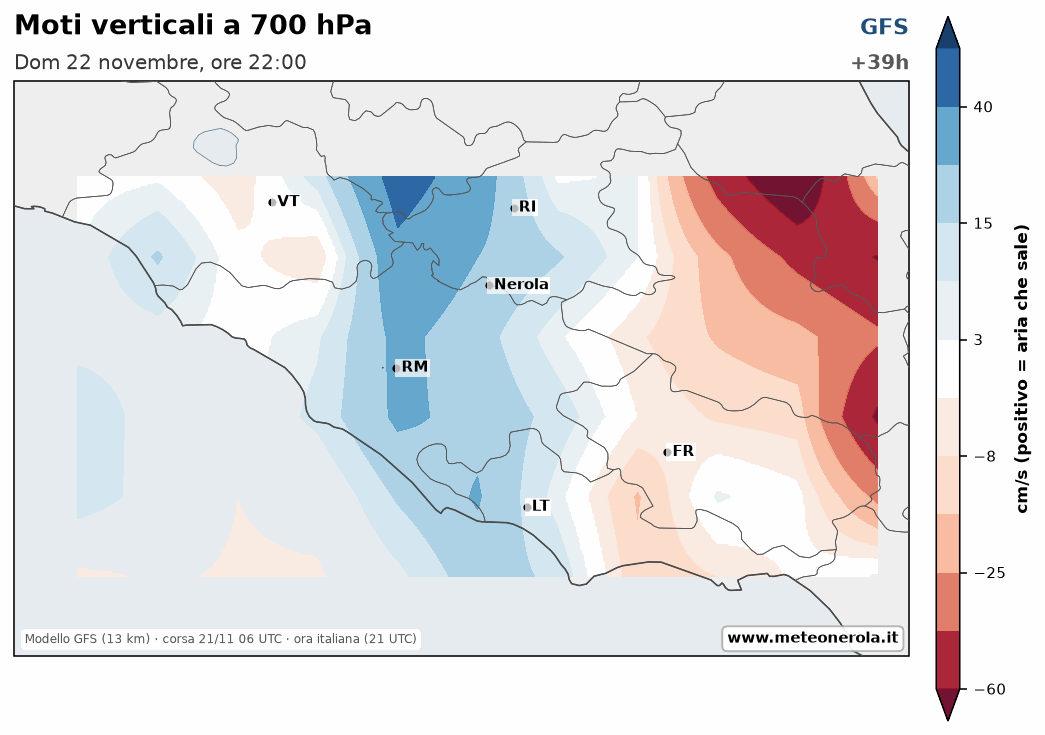 Moti verticali a 700 hPa
GFS
Dom 22 novembre, ore 22:00
+39h
VT
RI
Nerola
RM
FR
LT
40
15
3
−8
−25
−60
cm/s (positivo = aria che sale)
Modello GFS (13 km) · corsa 21/11 06 UTC · ora italiana (21 UTC)
www.meteonerola.it